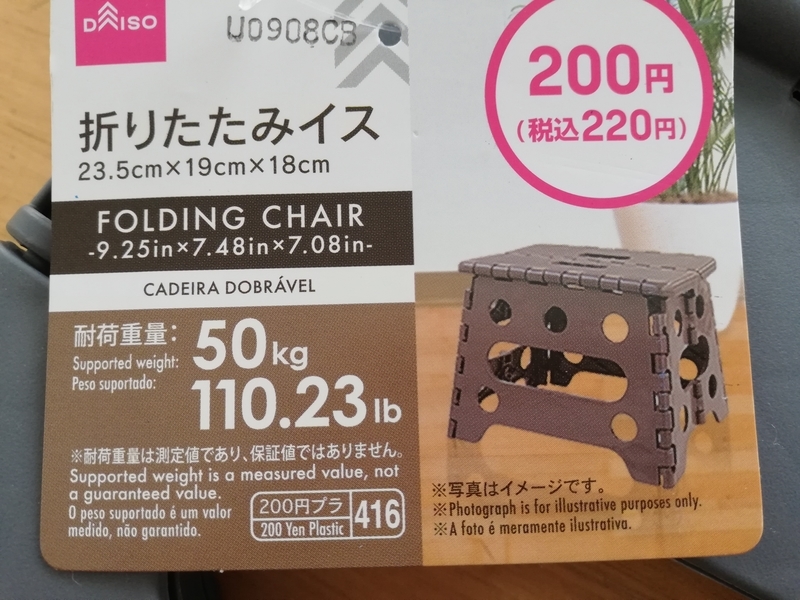 DAISO
U0908CB
200円
(税込220円)
折りたたみイス
23.5cm×19cm×18cm
FOLDING CHAIR
-9.25in×7.48in×7.08in-
CADEIRA DOBRÁVEL
耐荷重量:
Supported weight:
Peso suportado:
50kg
110.23lb
※耐荷重量は測定値であり、保証値ではありません。
Supported weight is a measured value, not
a guaranteed value.
O peso suportado é um valor
medido, não garantido.
200円プラ
200 Yen Plastic
416
※写真はイメージです。
※Photograph is for illustrative purposes only.
※A foto é meramente ilustrativa.